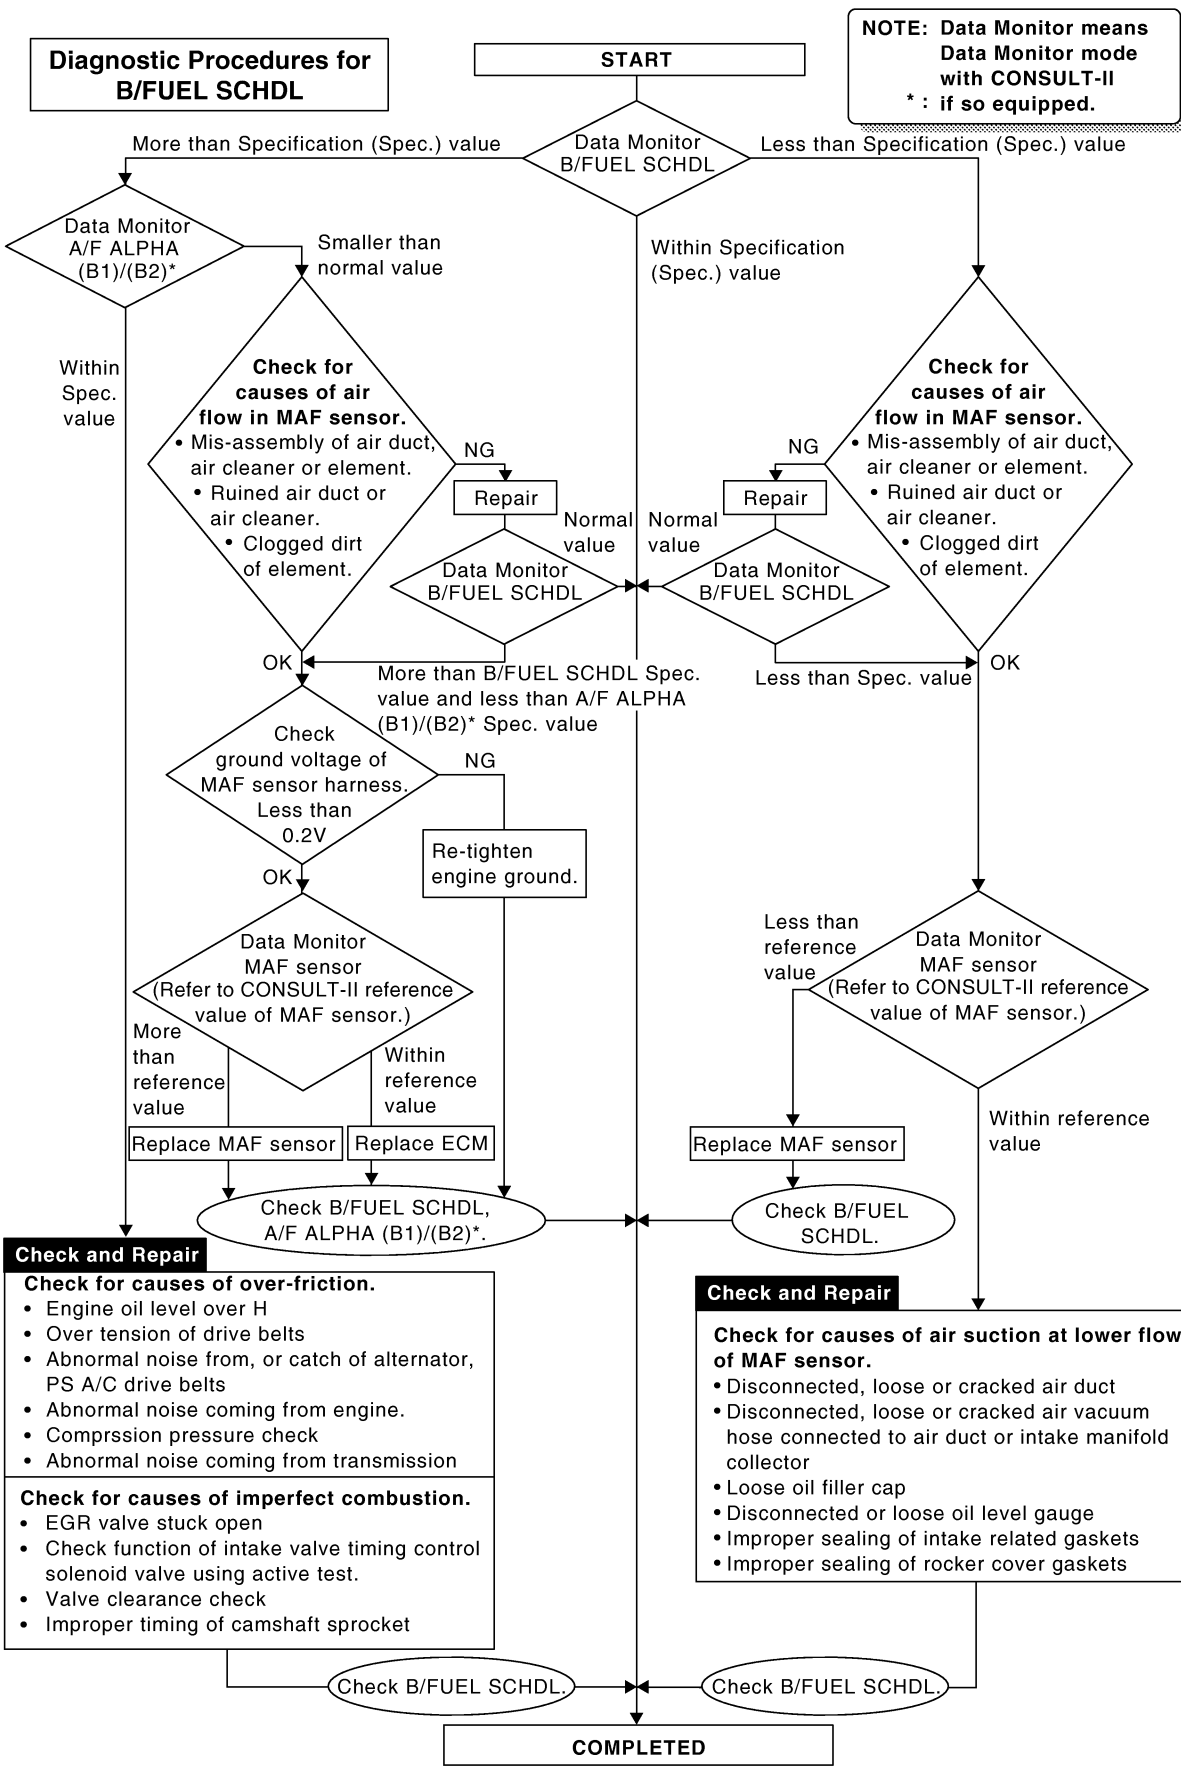 Diagnostic Procedures for
B/FUEL SCHDL
START
NOTE: Data Monitor means
Data Monitor mode
with CONSULT-II
* : if so equipped.
More than Specification (Spec.) value
Data Monitor
B/FUEL SCHDL
Less than Specification (Spec.) value
Data Monitor
A/F ALPHA
(B1)/(B2)*
Smaller than
normal value
Within Specification
(Spec.) value
Within
Spec.
value
Check for
causes of air
flow in MAF sensor.
• Mis-assembly of air duct,
air cleaner or element.
• Ruined air duct or
air cleaner.
• Clogged dirt
of element.
NG
Repair
Normal
value
Data Monitor
B/FUEL SCHDL
Check for
causes of air
flow in MAF sensor.
• Mis-assembly of air duct,
air cleaner or element.
• Ruined air duct or
air cleaner.
• Clogged dirt
of element.
NG
Repair
Normal
value
Data Monitor
B/FUEL SCHDL
OK
More than B/FUEL SCHDL Spec.
value and less than A/F ALPHA
(B1)/(B2)* Spec. value
Less than Spec. value
OK
Check
ground voltage of
MAF sensor harness.
Less than
0.2V
NG
Re-tighten
engine ground.
OK
Data Monitor
MAF sensor
(Refer to CONSULT-II reference
value of MAF sensor.)
Less than
reference
value
Data Monitor
MAF sensor
(Refer to CONSULT-II reference
value of MAF sensor.)
More
than
reference
value
Within
reference
value
Within reference
value
Replace MAF sensor
Replace ECM
Replace MAF sensor
Check B/FUEL SCHDL,
A/F ALPHA (B1)/(B2)*.
Check B/FUEL
SCHDL.
Check and Repair
Check for causes of over-friction.
• Engine oil level over H
• Over tension of drive belts
• Abnormal noise from, or catch of alternator,
PS A/C drive belts
• Abnormal noise coming from engine.
• Comprssion pressure check
• Abnormal noise coming from transmission
Check for causes of imperfect combustion.
• EGR valve stuck open
• Check function of intake valve timing control
solenoid valve using active test.
• Valve clearance check
• Improper timing of camshaft sprocket
Check and Repair
Check for causes of air suction at lower flow
of MAF sensor.
• Disconnected, loose or cracked air duct
• Disconnected, loose or cracked air vacuum
hose connected to air duct or intake manifold
collector
• Loose oil filler cap
• Disconnected or loose oil level gauge
• Improper sealing of intake related gaskets
• Improper sealing of rocker cover gaskets
Check B/FUEL SCHDL.
Check B/FUEL SCHDL.
COMPLETED